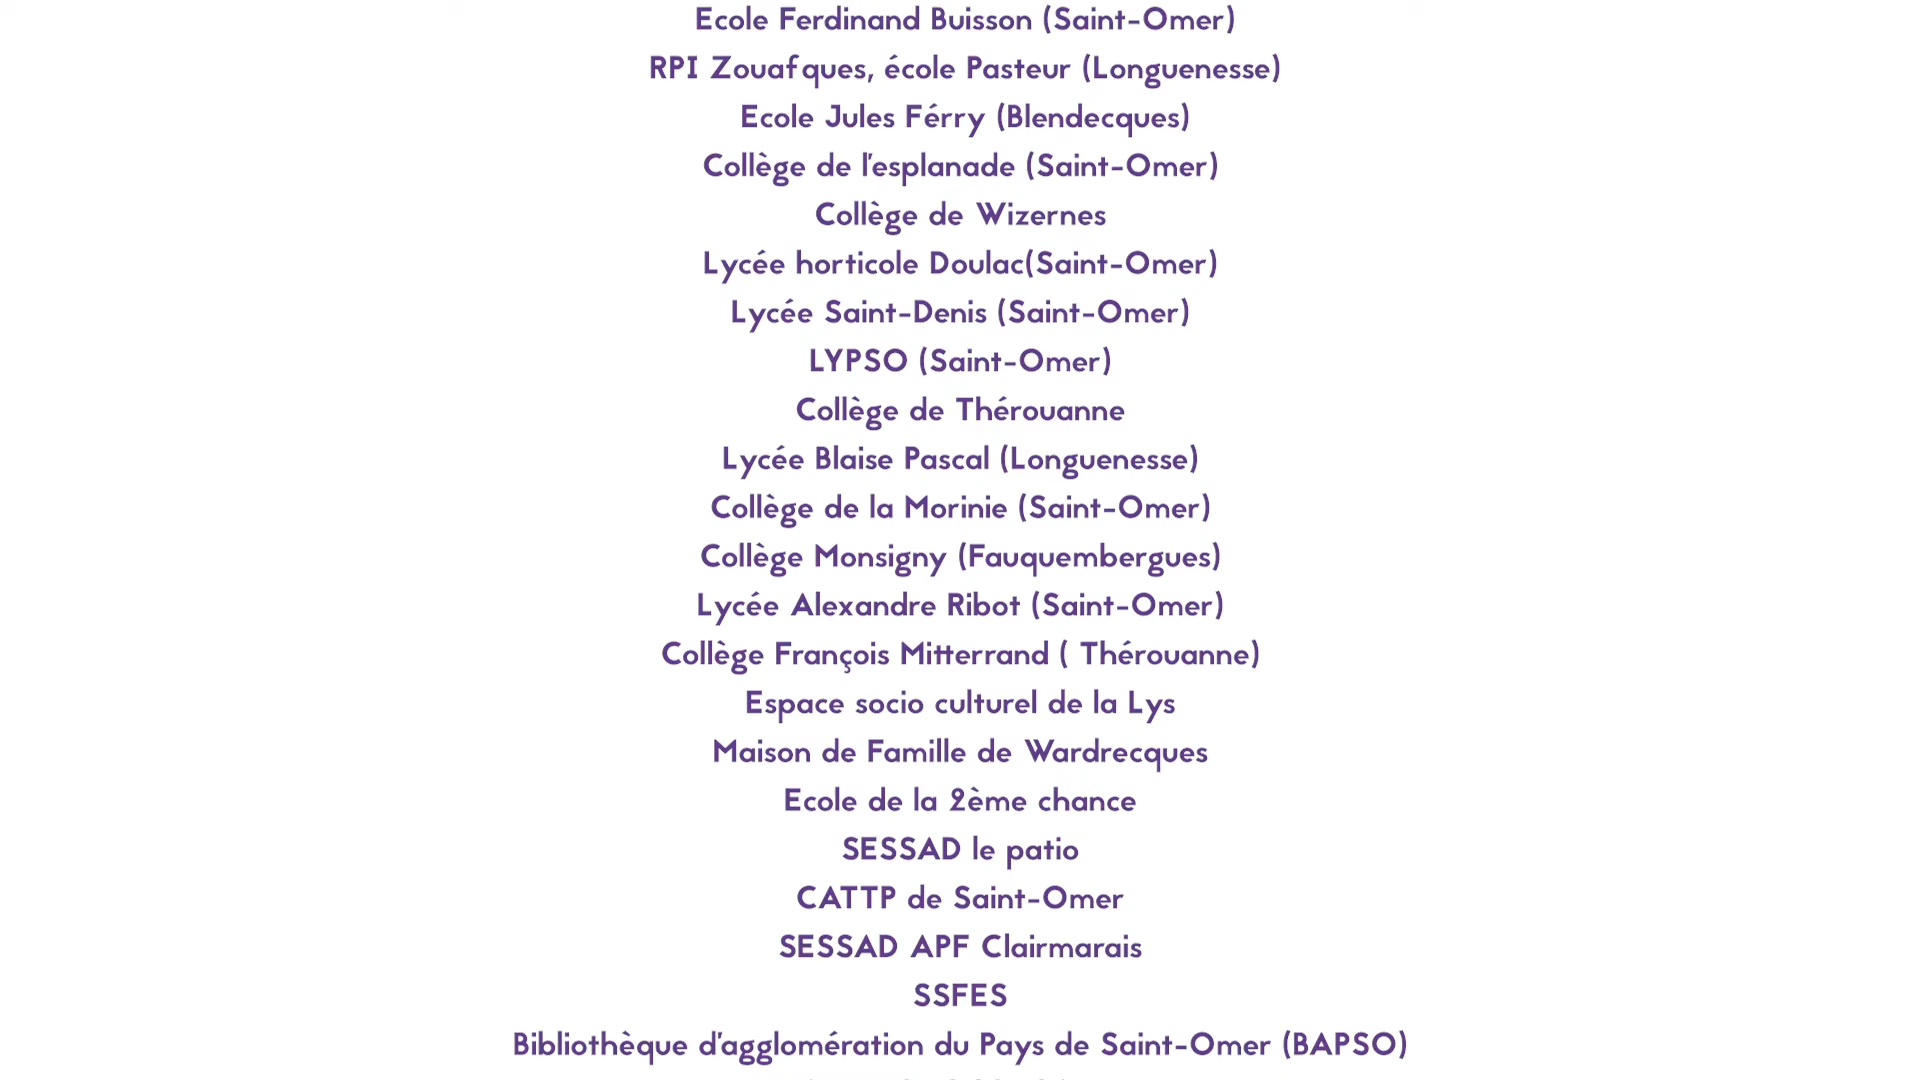 Ecole Ferdinand Buisson (Saint-Omer)
RPI Zouafques, école Pasteur (Longuenesse)
Ecole Jules Férry (Blendecques)
Collège de l'esplanade (Saint-Omer)
Collège de Wizernes
Lycée horticole Doulac(Saint-Omer)
Lycée Saint-Denis (Saint-Omer)
LYPSO (Saint-Omer)
Collège de Thérouanne
Lycée Blaise Pascal (Longuenesse)
Collège de la Morinie (Saint-Omer)
Collège Monsigny (Fauquembergues)
Lycée Alexandre Ribot (Saint-Omer)
Collège François Mitterrand ( Thérouanne)
Espace socio culturel de la Lys
Maison de Famille de Wardrecques
Ecole de la 2ème chance
SESSAD le patio
CATTP de Saint-Omer
SESSAD APF Clairmarais
SSFES
Bibliothèque d'agglomération du Pays de Saint-Omer (BAPSO)